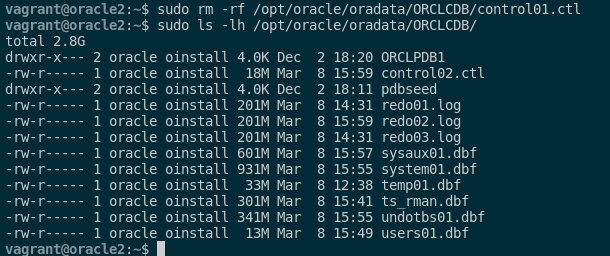 vagrant@oracle2:~$ sudo rm -rf /opt/oracle/oradata/ORCLCDB/control01.ctl
vagrant@oracle2:~$ sudo ls -lh /opt/oracle/oradata/ORCLCDB/
total 2.8G
drwxr-x--- 2 oracle oinstall 4.0K Dec  2 18:20 ORCLPDB1
-rw-r----- 1 oracle oinstall  18M Mar  8 15:59 control02.ctl
drwxr-x--- 2 oracle oinstall 4.0K Dec  2 18:11 pdbseed
-rw-r----- 1 oracle oinstall 201M Mar  8 14:31 redo01.log
-rw-r----- 1 oracle oinstall 201M Mar  8 15:59 redo02.log
-rw-r----- 1 oracle oinstall 201M Mar  8 14:31 redo03.log
-rw-r----- 1 oracle oinstall 601M Mar  8 15:57 sysaux01.dbf
-rw-r----- 1 oracle oinstall 931M Mar  8 15:55 system01.dbf
-rw-r----- 1 oracle oinstall  33M Mar  8 12:38 temp01.dbf
-rw-r----- 1 oracle oinstall 301M Mar  8 15:41 ts_rman.dbf
-rw-r----- 1 oracle oinstall 341M Mar  8 15:55 undotbs01.dbf
-rw-r----- 1 oracle oinstall  13M Mar  8 15:49 users01.dbf
vagrant@oracle2:~$